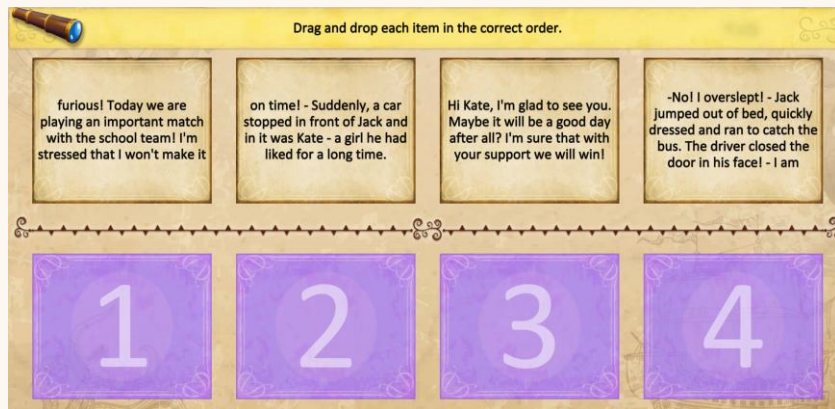 Drag and drop each item in the correct order.
furious! Today we are
playing an important match
with the school team! I'm
stressed that I won't make it
on time! - Suddenly, a car
stopped in front of Jack and
in it was Kate - a girl he had
liked for a long time.
Hi Kate, I'm glad to see you.
Maybe it will be a good day
after all? I'm sure that with
your support we will win!
-No! I overslept! - Jack
jumped out of bed, quickly
dressed and ran to catch the
bus. The driver closed the
door in his face! - I am
1
2
3
4